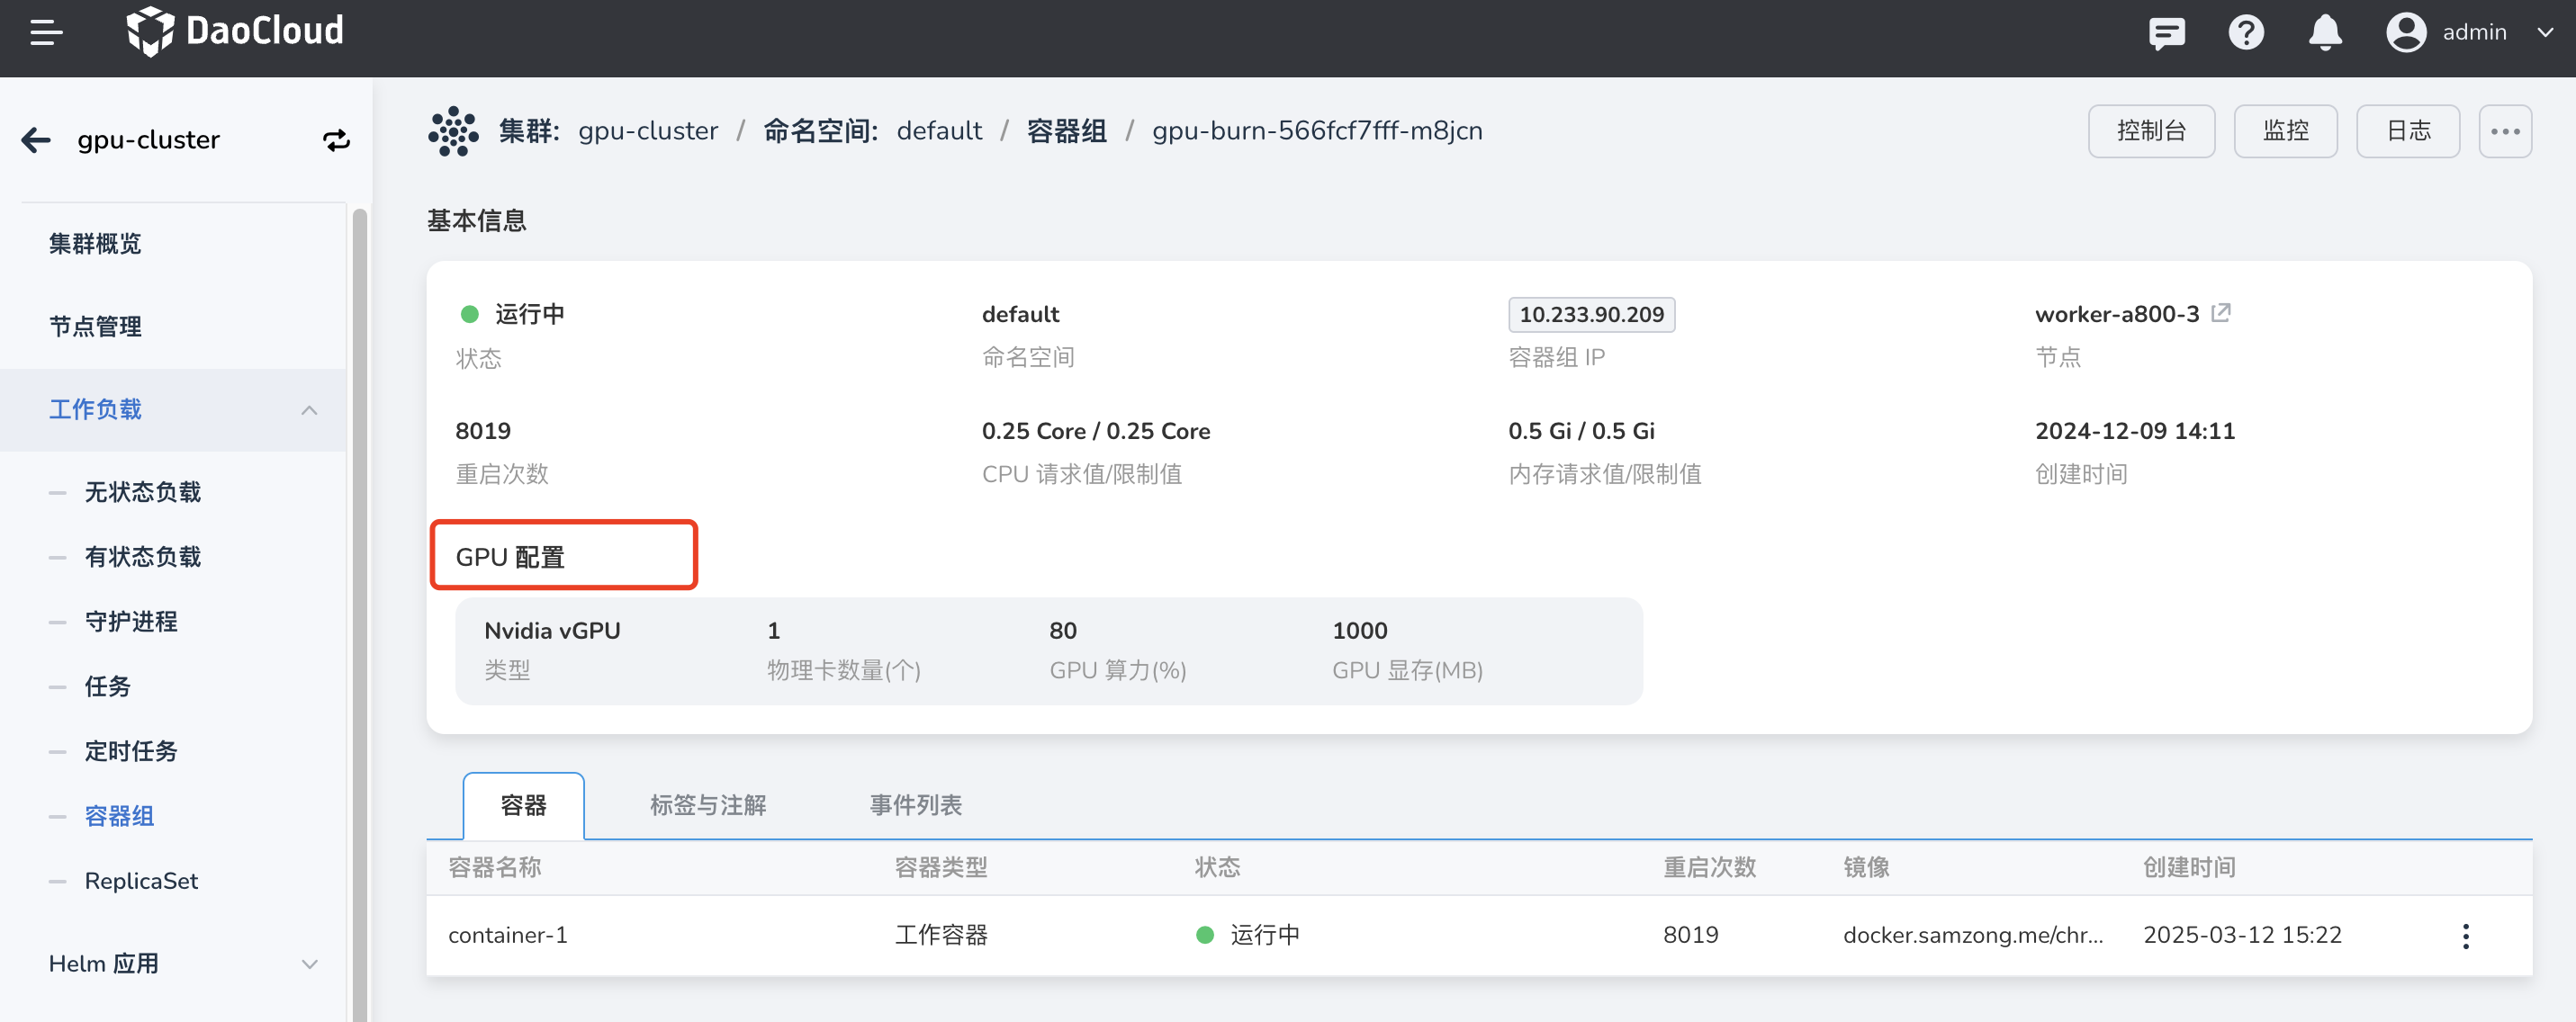 DaoCloud
admin
gpu-cluster
集群: gpu-cluster / 命名空间: default / 容器组 / gpu-burn-566fcf7fff-m8jcn
控制台
监控
日志
集群概览
节点管理
工作负载
无状态负载
有状态负载
守护进程
任务
定时任务
容器组
ReplicaSet
Helm 应用
基本信息
运行中
状态
default
命名空间
10.233.90.209
容器组 IP
worker-a800-3
节点
8019
重启次数
0.25 Core / 0.25 Core
CPU 请求值/限制值
0.5 Gi / 0.5 Gi
内存请求值/限制值
2024-12-09 14:11
创建时间
GPU 配置
Nvidia vGPU
类型
1
物理卡数量(个)
80
GPU 算力(%)
1000
GPU 显存(MB)
容器 标签与注解 事件列表
容器名称 容器类型 状态 重启次数 镜像 创建时间
container-1 工作容器 运行中 8019 docker.samzong.me/chr... 2025-03-12 15:22